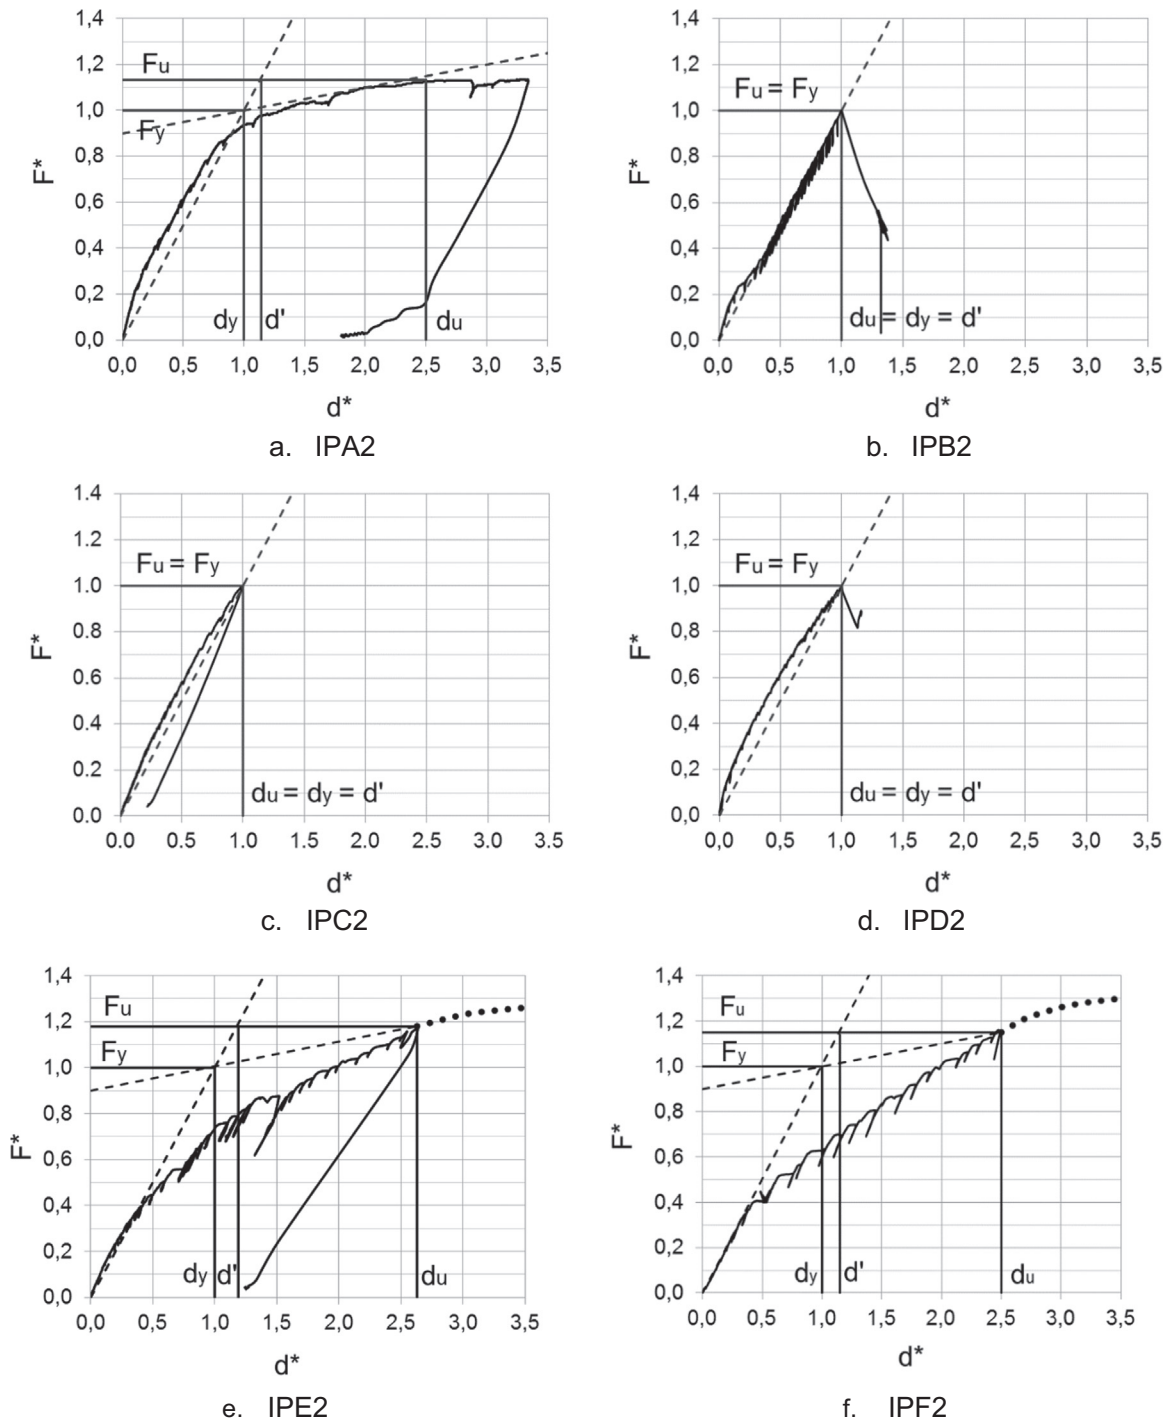 1,4
1,2
1,0
0,8
0,6
0,4
0,2
0,0
F*
Fu
Fy
dy d' du
0,0 0,5 1,0 1,5 2,0 2,5 3,0 3,5
d*
a. IPA2
1,4
1,2
1,0
0,8
0,6
0,4
0,2
0,0
F*
Fu = Fy
du = dy = d'
0,0 0,5 1,0 1,5 2,0 2,5 3,0 3,5
d*
b. IPB2
1.4
1.2
1.0
0.8
0.6
0.4
0.2
0.0
F*
Fu = Fy
du = dy = d'
0.0 0.5 1.0 1.5 2.0 2.5 3.0 3.5
d*
c. IPC2
1,4
1,2
1,0
0,8
0,6
0,4
0,2
0,0
F*
Fu = Fy
du = dy = d'
0,0 0,5 1,0 1,5 2,0 2,5 3,0 3,5
d*
d. IPD2
1,4
1,2
1,0
0,8
0,6
0,4
0,2
0,0
F*
Fu
Fy
dy d' du
0,0 0,5 1,0 1,5 2,0 2,5 3,0 3,5
d*
e. IPE2
1,4
1,2
1,0
0,8
0,6
0,4
0,2
0,0
F*
Fu
Fy
dy d' du
0,0 0,5 1,0 1,5 2,0 2,5 3,0 3,5
d*
f. IPF2